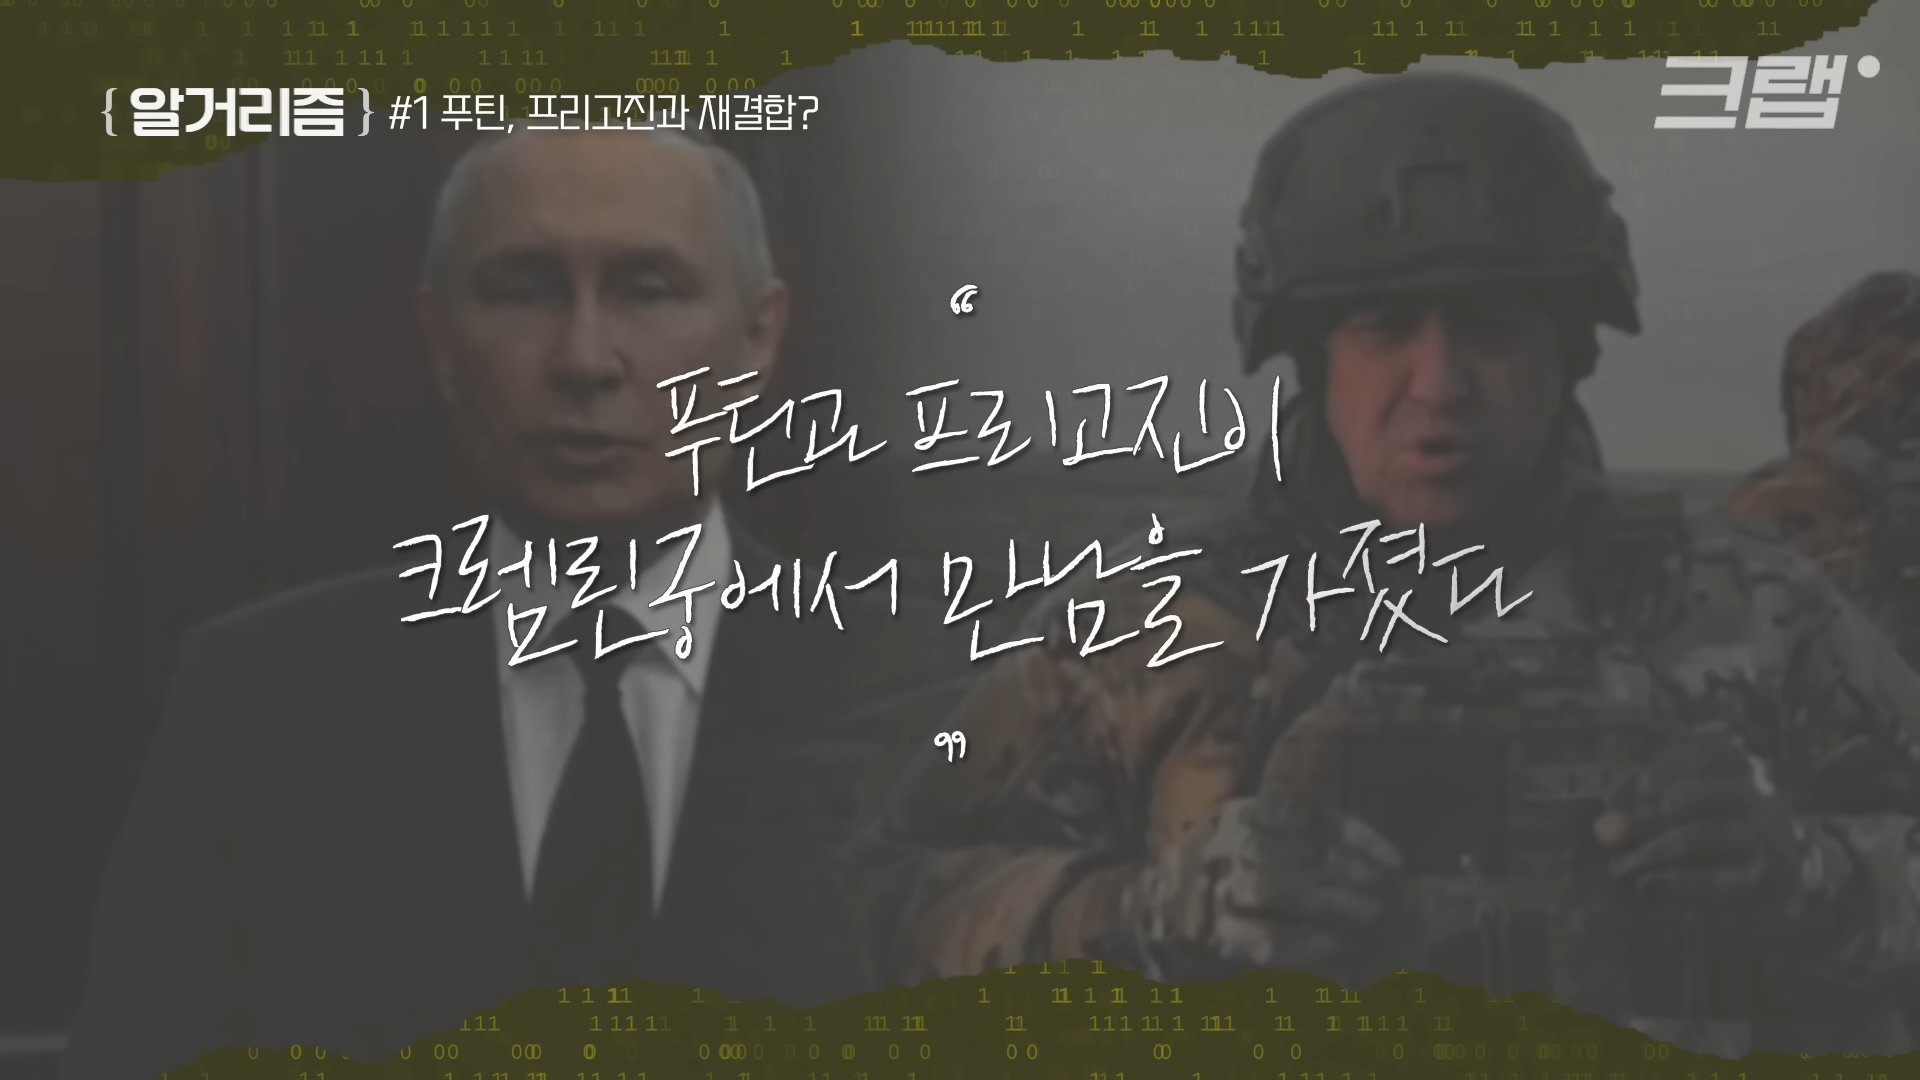 { 알거리즘 } #1 푸틴, 프리고진과 재결합?
크랩
“
푸틴과 프리고진이
크렘린궁에서 만남을 가졌다
”